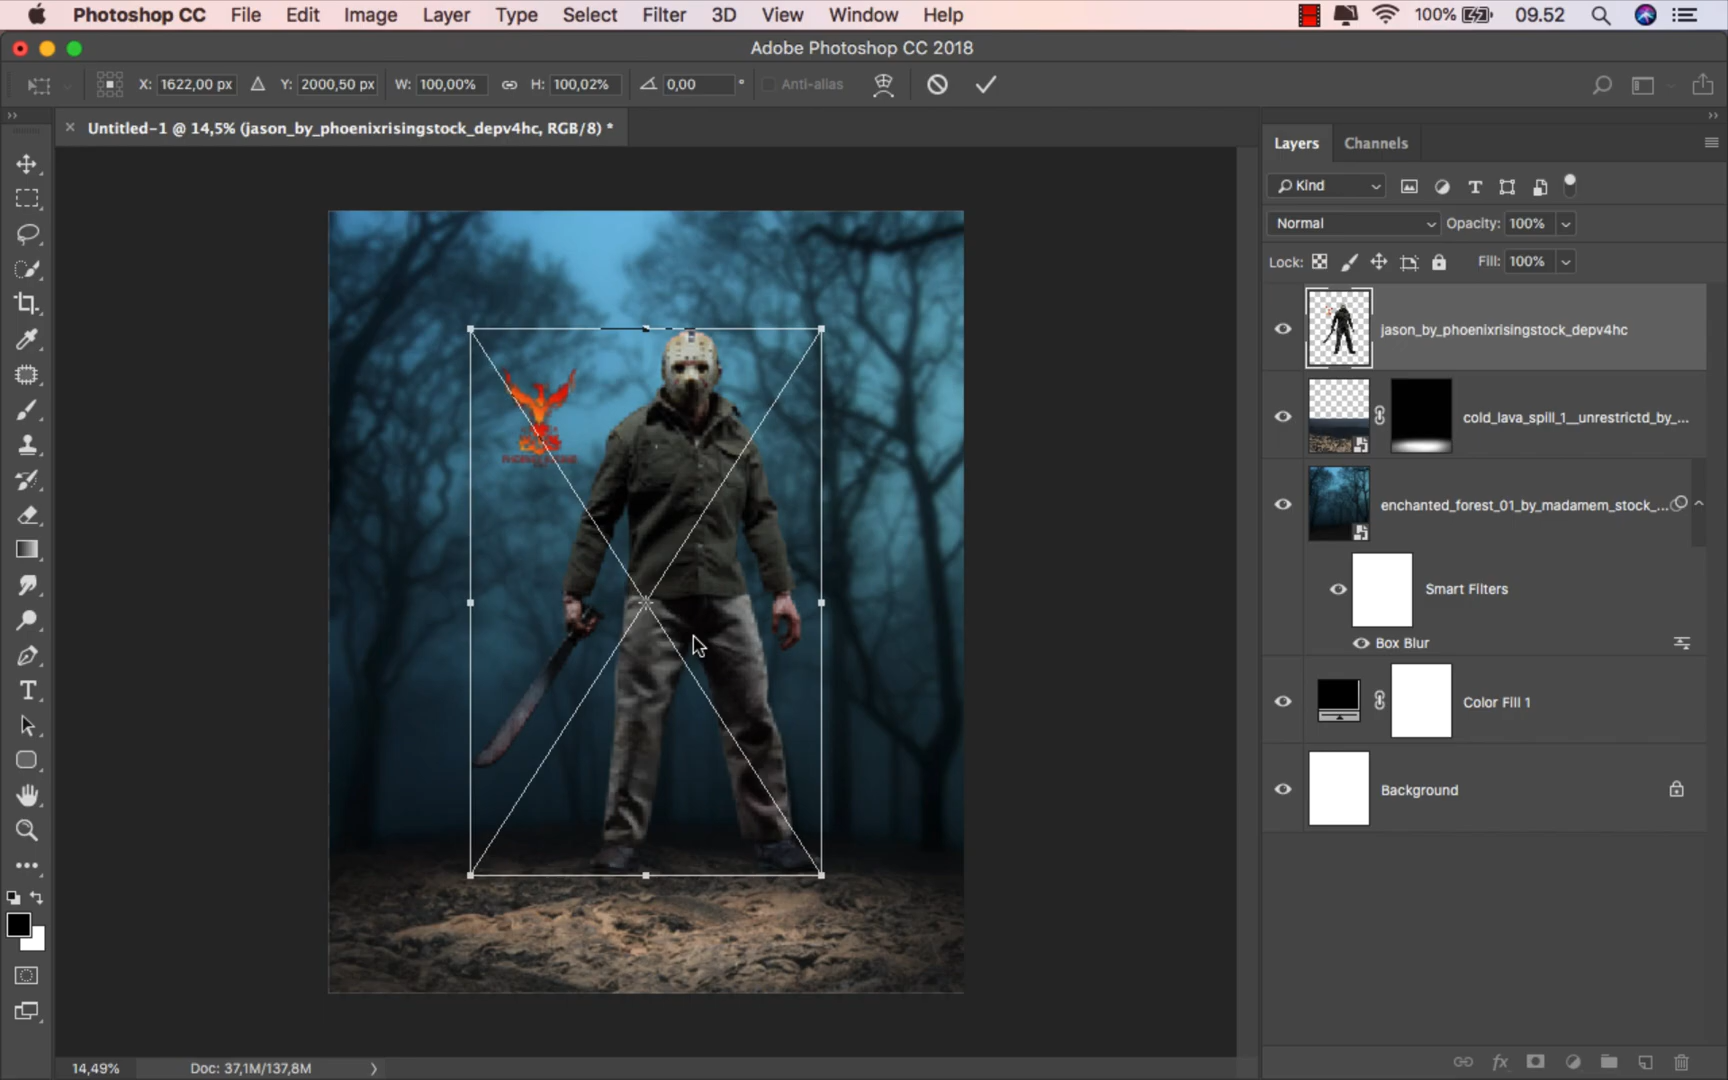 Photoshop CC File Edit Image Layer Type Select Filter 3D View Window Help 100% 09.52
Adobe Photoshop CC 2018
X: 1622,00 px Y: 2000,50 px W: 100,00% H: 100,02% 0,00 ° Anti-alias
× Untitled-1 @ 14,5% (jason_by_phoenixrisingstock_depv4hc, RGB/8) *
Layers Channels
Kind
Normal Opacity: 100%
Lock: Fill: 100%
jason_by_phoenixrisingstock_depv4hc
cold_lava_spill_1__unrestrictd_by_...
enchanted_forest_01_by_madamem_stock_...
Smart Filters
Box Blur
Color Fill 1
Background
14,49% Doc: 37,1M/137,8M